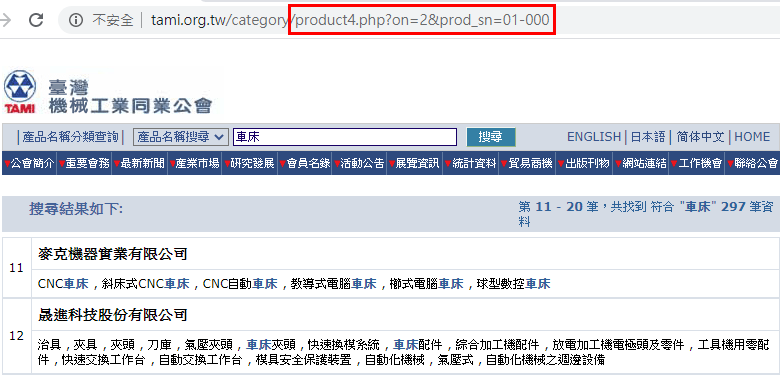 不安全 | tami.org.tw/category/product4.php?on=2&prod_sn=01-000
TAMI
臺灣
機械工業同業公會
|產品名稱分類查詢| 產品名稱搜尋 車床 搜尋 ENGLISH | 日本語 | 简体中文 | HOME
公會簡介 重要會務 最新新聞 產業市場 研究發展 會員名錄 活動公告 展覽資訊 統計資料 貿易商機 出版刊物 網站連結 工作機會 聯絡公會
搜尋結果如下: 第 11 - 20 筆，共找到 符合 "車床" 297 筆資
料
11
麥克機器實業有限公司
CNC車床，斜床式CNC車床，CNC自動車床，教導式電腦車床，櫛式電腦車床，球型數控車床
12
晟進科技股份有限公司
治具，夾具，夾頭，刀庫，氣壓夾頭，車床夾頭，快速換模系統，車床配件，綜合加工機配件，放電加工機電極頭及零件，工具機用零配
件，快速交換工作台，自動交換工作台，模具安全保護裝置，自動化機械，氣壓式，自動化機械之週邊設備